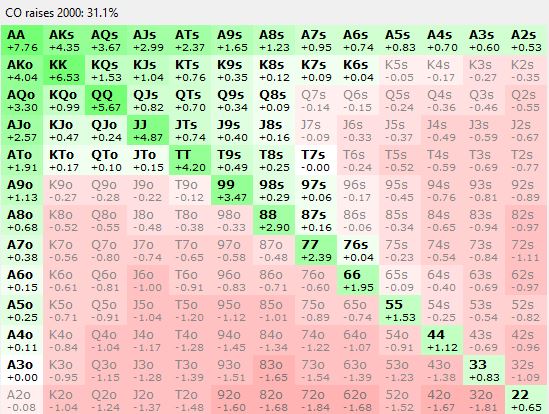 CO raises 2000: 31.1%
AA AKs AQs AJs ATs A9s A8s A7s A6s A5s A4s A3s A2s
+7.76 +4.35 +3.67 +2.99 +2.37 +1.65 +1.23 +0.95 +0.74 +0.83 +0.70 +0.60 +0.53
AKo KK KQs KJs KTs K9s K8s K7s K6s K5s K4s K3s K2s
+4.04 +6.53 +1.53 +1.04 +0.76 +0.35 +0.12 +0.09 +0.04 -0.05 -0.17 -0.27 -0.35
AQo KQo QQ QJs QTs Q9s Q8s Q7s Q6s Q5s Q4s Q3s Q2s
+3.30 +0.99 +5.67 +0.82 +0.70 +0.34 +0.09 -0.14 -0.15 -0.24 -0.36 -0.46 -0.55
AJo KJo QJo JJ JTs J9s J8s J7s J6s J5s J4s J3s J2s
+2.57 +0.47 +0.24 +4.87 +0.74 +0.40 +0.16 -0.09 -0.33 -0.37 -0.49 -0.59 -0.67
ATo KTo QTo JTo TT T9s T8s T7s T6s T5s T4s T3s T2s
+1.91 +0.17 +0.10 +0.15 +4.20 +0.49 +0.25 -0.00 -0.24 -0.52 -0.59 -0.69 -0.77
A9o K9o Q9o J9o T9o 99 98s 97s 96s 95s 94s 93s 92s
+1.13 -0.27 -0.28 -0.22 -0.12 +3.47 +0.29 +0.06 -0.17 -0.45 -0.76 -0.81 -0.89
A8o K8o Q8o J8o T8o 98o 88 87s 86s 85s 84s 83s 82s
+0.68 -0.52 -0.55 -0.48 -0.38 -0.33 +2.90 +0.16 -0.06 -0.35 -0.65 -0.94 -0.97
A7o K7o Q7o J7o T7o 97o 87o 77 76s 75s 74s 73s 72s
+0.38 -0.56 -0.80 -0.74 -0.65 -0.58 -0.48 +2.39 +0.04 -0.23 -0.54 -0.84 -1.11
A6o K6o Q6o J6o T6o 96o 86o 76o 66 65s 64s 63s 62s
+0.15 -0.61 -0.81 -1.00 -0.91 -0.83 -0.71 -0.60 +1.95 -0.09 -0.40 -0.69 -0.97
A5o K5o Q5o J5o T5o 95o 85o 75o 65o 55 54s 53s 52s
+0.25 -0.71 -0.91 -1.04 -1.20 -1.12 -1.01 -0.89 -0.74 +1.53 -0.25 -0.54 -0.82
A4o K4o Q4o J4o T4o 94o 84o 74o 64o 54o 44 43s 42s
+0.11 -0.84 -1.04 -1.17 -1.28 -1.45 -1.34 -1.22 -1.07 -0.91 +1.12 -0.69 -0.96
A3o K3o Q3o J3o T3o 93o 83o 73o 63o 53o 43o 33 32s
+0.00 -0.95 -1.15 -1.28 -1.39 -1.51 -1.65 -1.54 -1.39 -1.23 -1.38 +0.83 -1.09
A2o K2o Q2o J2o T2o 92o 82o 72o 62o 52o 42o 32o 22
-0.08 -1.04 -1.24 -1.37 -1.48 -1.60 -1.68 -1.84 -1.68 -1.52 -1.67 -1.81 +0.65